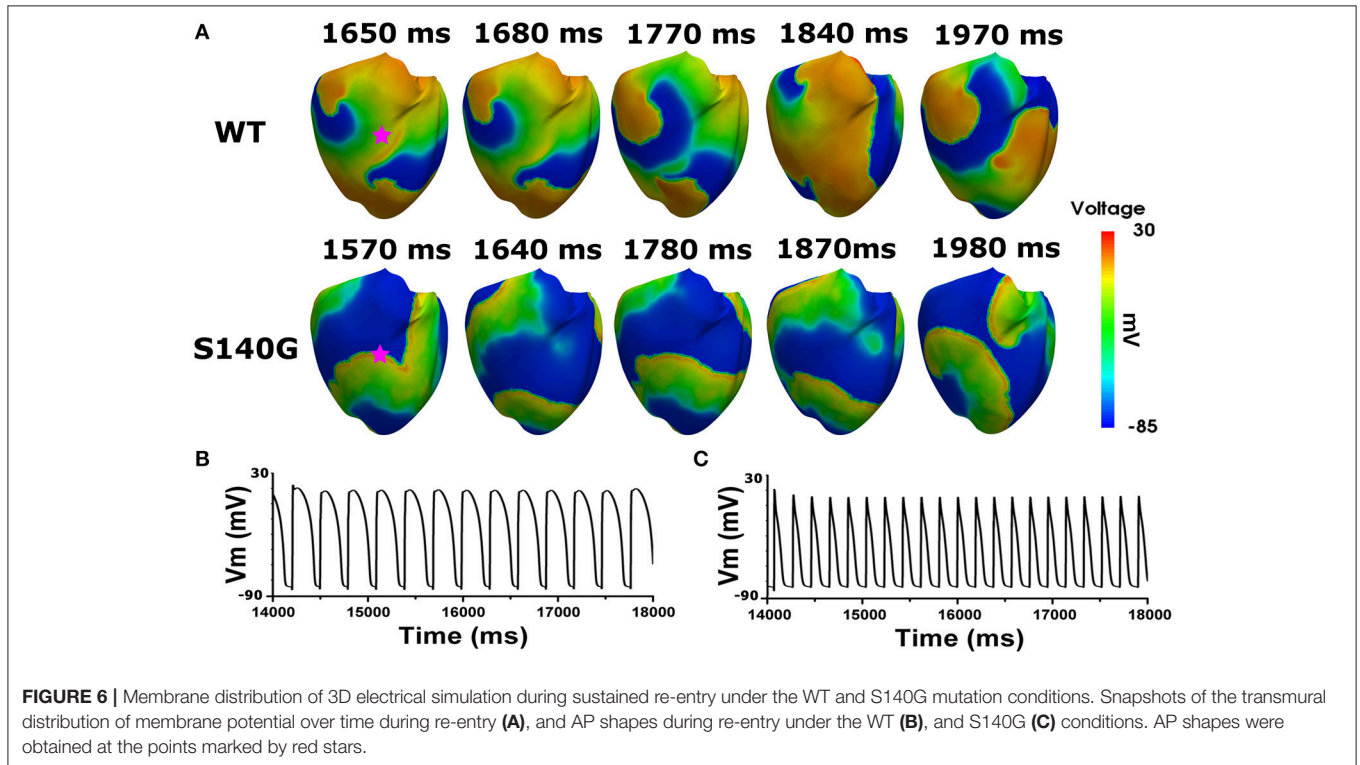 A
1650 ms 1680 ms 1770 ms 1840 ms 1970 ms
WT
1570 ms 1640 ms 1780 ms 1870ms 1980 ms
S140G
Voltage
30
mV
-85
B
30
Vm (mV)
-90
14000 15000 16000 17000 18000
Time (ms)
C
30
Vm (mV)
-90
14000 15000 16000 17000 18000
Time (ms)
FIGURE 6 | Membrane distribution of 3D electrical simulation during sustained re-entry under the WT and S140G mutation conditions. Snapshots of the transmural
distribution of membrane potential over time during re-entry (A), and AP shapes during re-entry under the WT (B), and S140G (C) conditions. AP shapes were
obtained at the points marked by red stars.